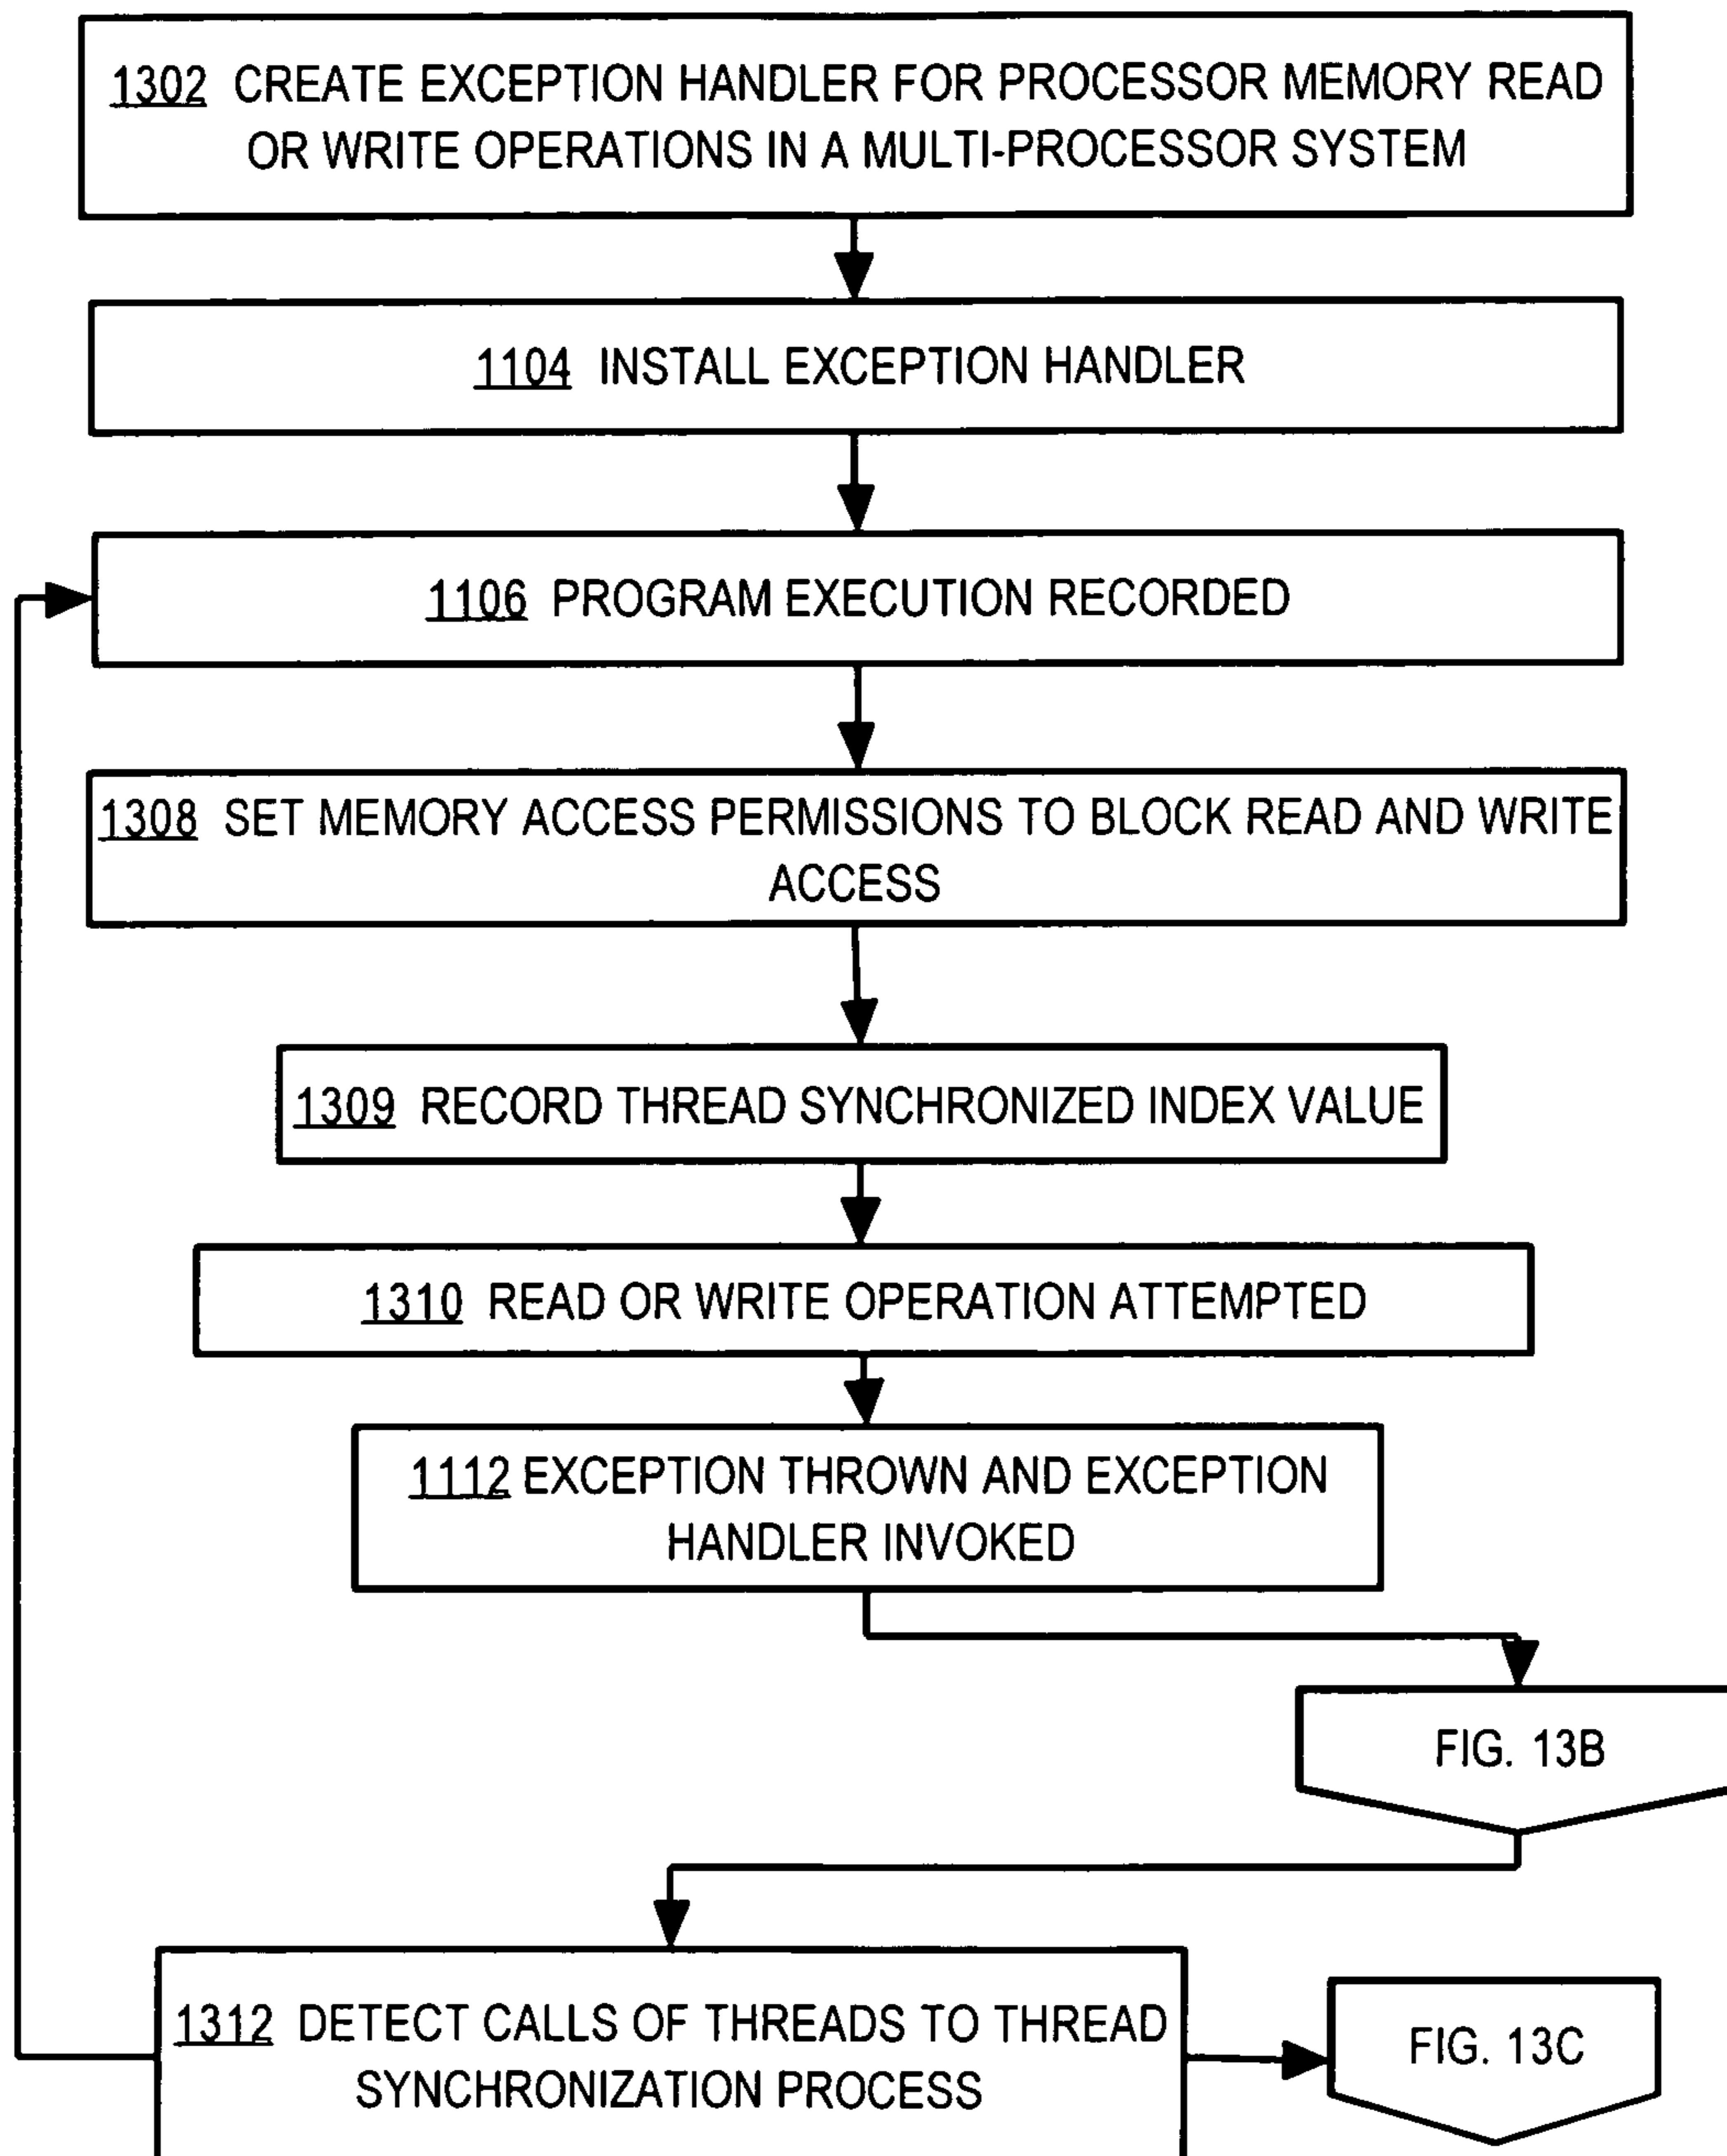 1302 CREATE EXCEPTION HANDLER FOR PROCESSOR MEMORY READ
OR WRITE OPERATIONS IN A MULTI-PROCESSOR SYSTEM
1104 INSTALL EXCEPTION HANDLER
1106 PROGRAM EXECUTION RECORDED
1308 SET MEMORY ACCESS PERMISSIONS TO BLOCK READ AND WRITE
ACCESS
1309 RECORD THREAD SYNCHRONIZED INDEX VALUE
1310 READ OR WRITE OPERATION ATTEMPTED
1112 EXCEPTION THROWN AND EXCEPTION
HANDLER INVOKED
FIG. 13B
1312 DETECT CALLS OF THREADS TO THREAD
SYNCHRONIZATION PROCESS
FIG. 13C